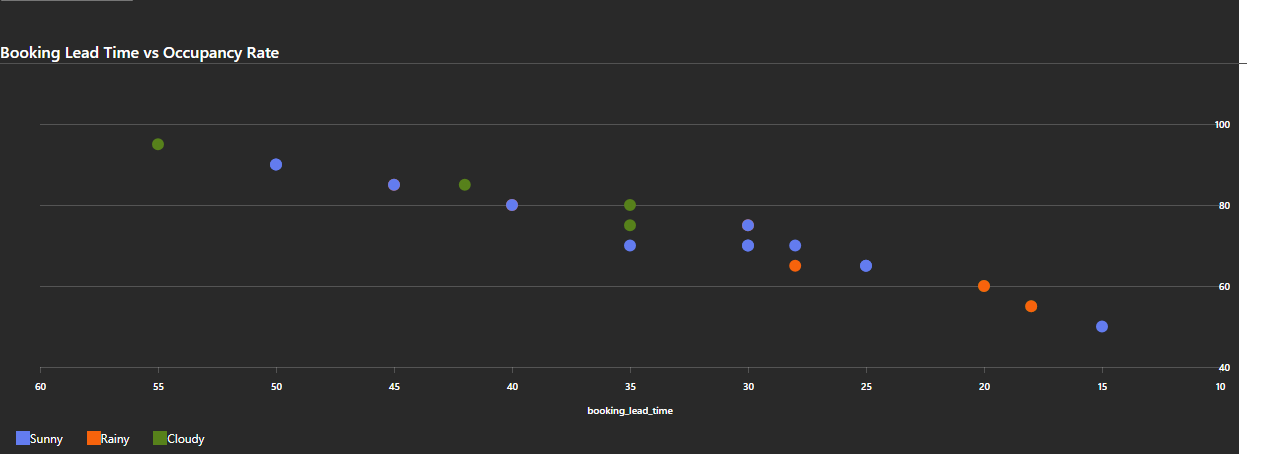 Booking Lead Time vs Occupancy Rate
100
80
60
40
60 55 50 45 40 35 30 25 20 15 10
booking_lead_time
Sunny Rainy Cloudy